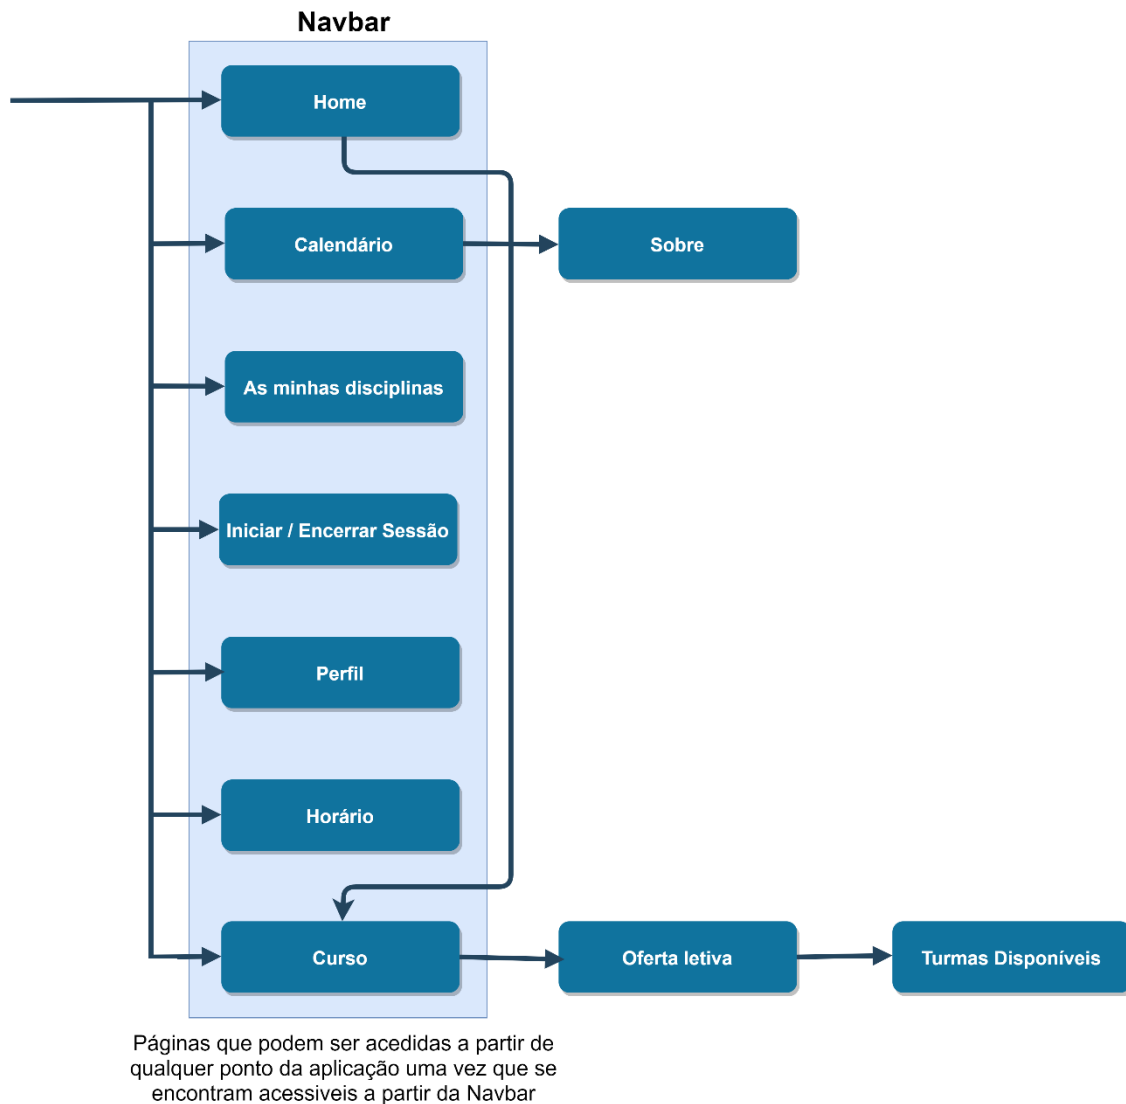 Navbar
Home
Calendário
Sobre
As minhas disciplinas
Iniciar / Encerrar Sessão
Perfil
Horário
Curso
Oferta letiva
Turmas Disponíveis
Páginas que podem ser acedidas a partir de
qualquer ponto da aplicação uma vez que se
encontram acessiveis a partir da Navbar